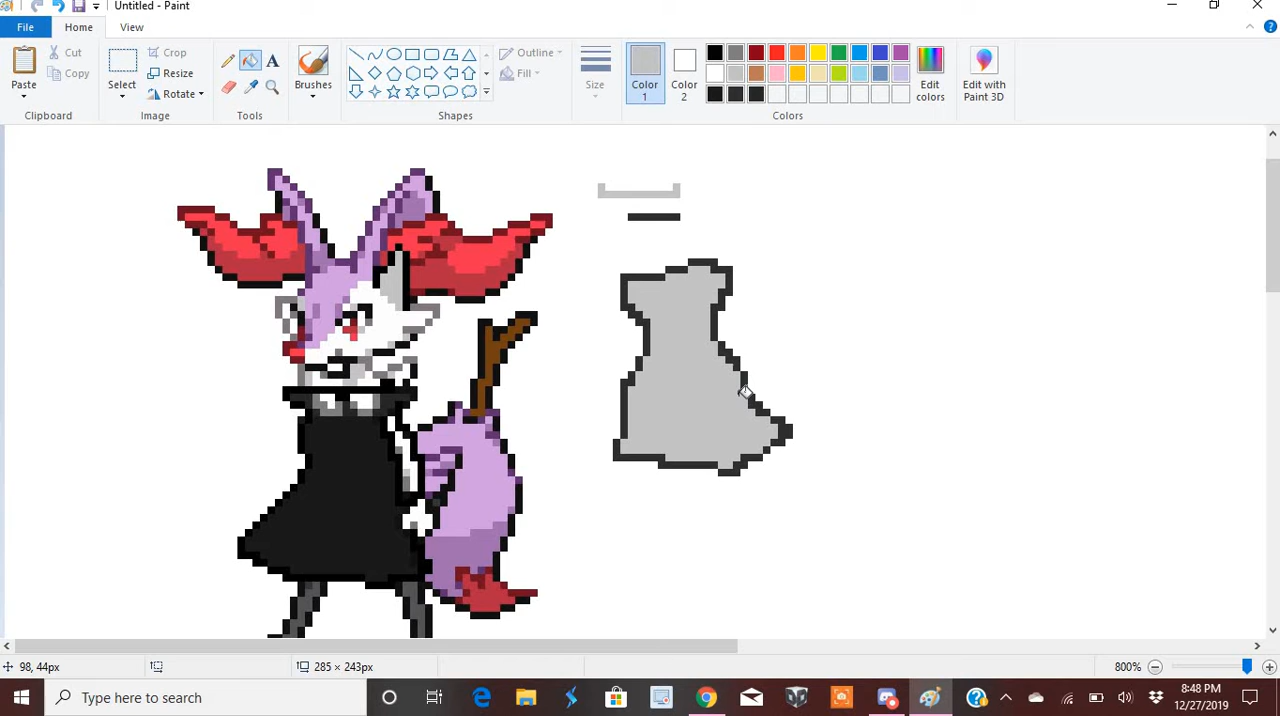 Untitled - Paint
File Home View
Paste Cut Copy
Clipboard
Select Crop Resize Rotate
Image
A
Tools
Brushes
Outline Fill
Shapes
Size
Color 1
Color 2
Edit colors
Colors
Edit with Paint 3D
98, 44px 285 × 243px 800%
Type here to search
8:48 PM
12/27/2019